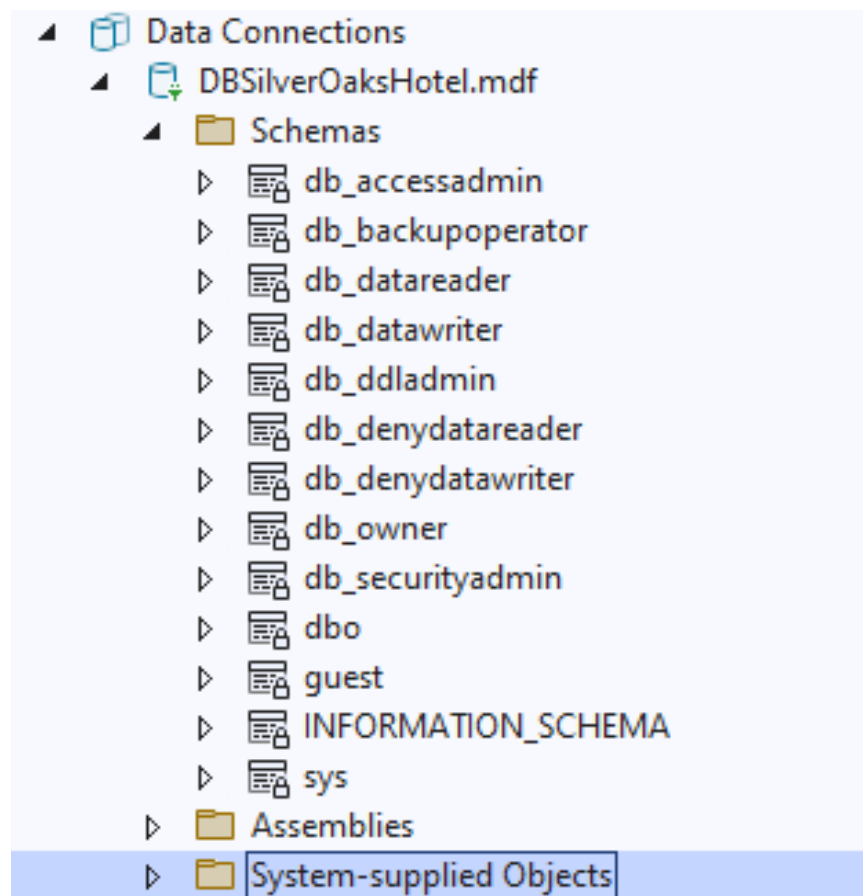 Data Connections
DBSilverOaksHotel.mdf
Schemas
db_accessadmin
db_backupoperator
db_datareader
db_datawriter
db_ddladmin
db_denydatareader
db_denydatawriter
db_owner
db_securityadmin
dbo
guest
INFORMATION_SCHEMA
sys
Assemblies
System-supplied Objects